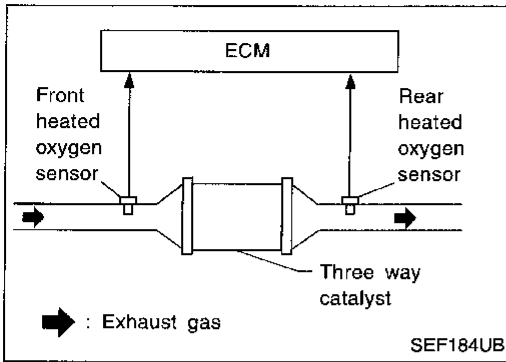 ECM
Front
heated
oxygen
sensor
Rear
heated
oxygen
sensor
Three way
catalyst
: Exhaust gas
SEF184UB